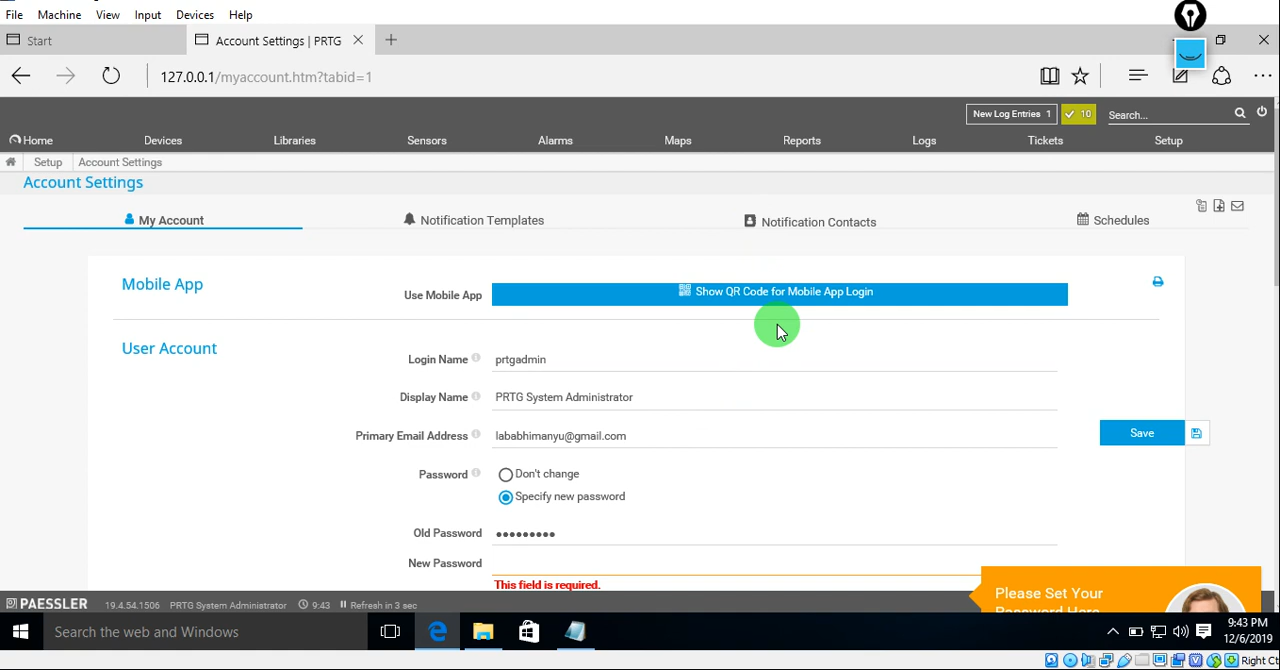 File Machine View Input Devices Help
Start
Account Settings | PRTG
127.0.0.1/myaccount.htm?tabid=1
New Log Entries 1
10
Search...
Home Devices Libraries Sensors Alarms Maps Reports Logs Tickets Setup
Setup Account Settings
Account Settings
My Account Notification Templates Notification Contacts Schedules
Mobile App
Use Mobile App Show QR Code for Mobile App Login
User Account
Login Name prtgadmin
Display Name PRTG System Administrator
Primary Email Address lababhimanyu@gmail.com
Save
Password Don't change
Specify new password
Old Password •••••••••
New Password
This field is required.
Please Set Your
Password Here
PAESSLER 19.4.54.1506 PRTG System Administrator 9:43 Refresh in 3 sec
Search the web and Windows
9:43 PM
12/6/2019
Right Ct